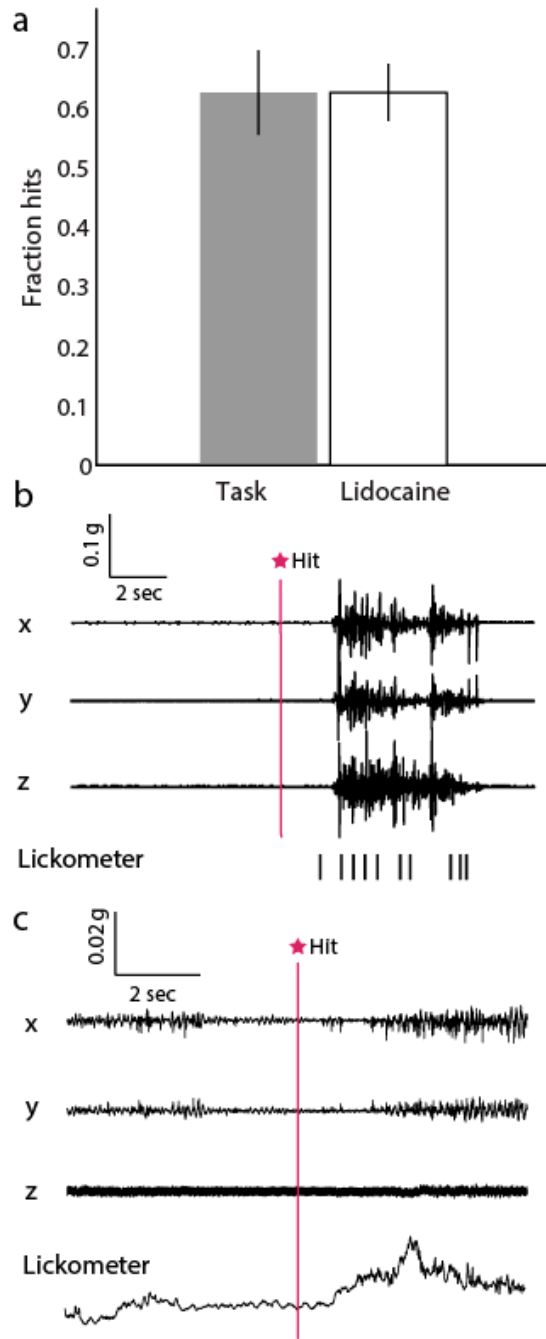 a
0.7
0.6
0.5
0.4
0.3
0.2
0.1
0
Fraction hits
Task Lidocaine
b
0.1 g
2 sec
★ Hit
x
y
z
Lickometer
c
0.02 g
2 sec
★ Hit
x
y
z
Lickometer